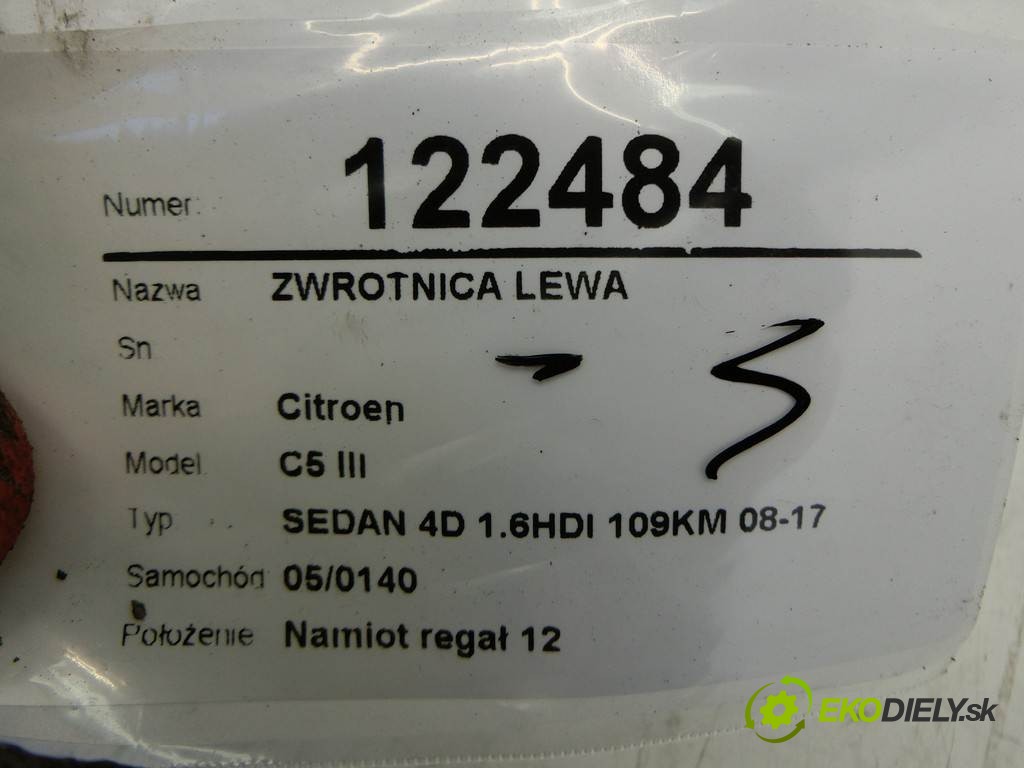 Numer: 122484
Nazwa ZWROTNICA LEWA
Sn
- 3
Marka Citroen
Model C5 III
Typ SEDAN 4D 1.6HDI 109KM 08-17
Samochód 05/0140
Położenie Namiot regał 12
EKODIELY.sk